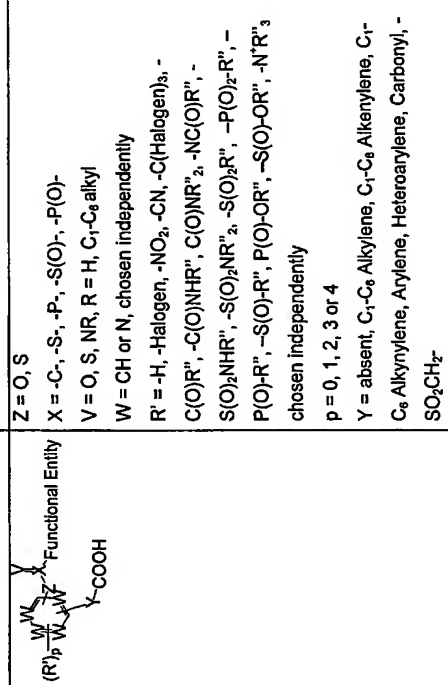 V
W X Functional Entity
(R')ₚ W Z
W W
Y COOH
Z = O, S
X = -C-, -S-, -P-, -S(O)-, -P(O)-
V = O, S, NR, R = H, C₁-C₆ alkyl
W = CH or N, chosen independently
R' = -H, -Halogen, -NO₂, -CN, -C(Halogen)₃, -
C(O)R'', -C(O)NHR'', C(O)NR''₂, -NC(O)R'', -
S(O)₂NHR'', -S(O)₂NR''₂, -S(O)₂R'', –P(O)₂-R'', –
P(O)-R'', –S(O)-R'', P(O)-OR'', –S(O)-OR'', -N⁺R''₃
chosen independently
p = 0, 1, 2, 3 or 4
Y = absent, C₁-C₆ Alkylene, C₁-C₆ Alkenylene, C₁-
C₆ Alkynylene, Arylene, Heteroarylene, Carbonyl, -
SO₂CH₂-